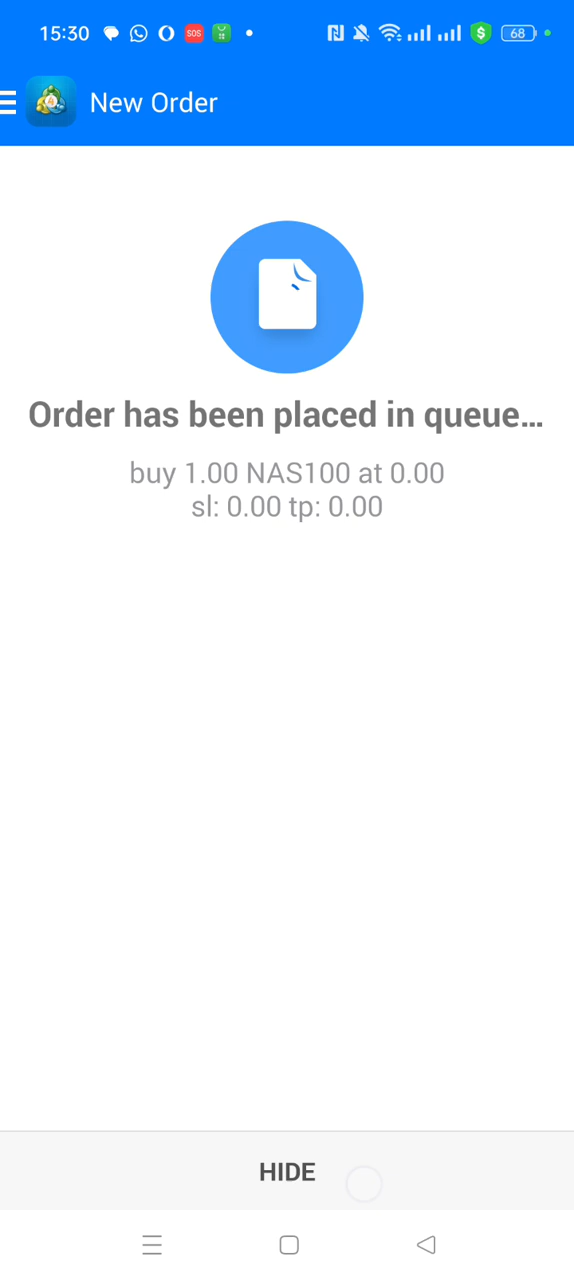 15:30
SOS
68
New Order
Order has been placed in queue...
buy 1.00 NAS100 at 0.00
sl: 0.00 tp: 0.00
HIDE